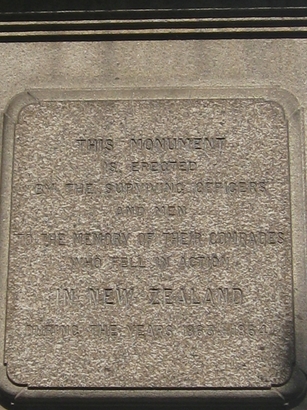 THIS MONUMENT
IS ERECTED
BY THE SURVIVING OFFICERS
AND MEN
TO THE MEMORY OF THEIR COMRADES
WHO FELL IN ACTION
IN NEW ZEALAND
DURING THE YEARS